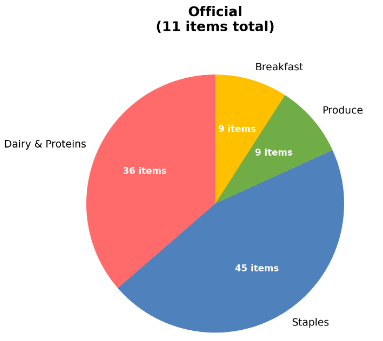 Official
(11 items total)
Breakfast
9 items
Produce
9 items
Dairy & Proteins
36 items
45 items
Staples